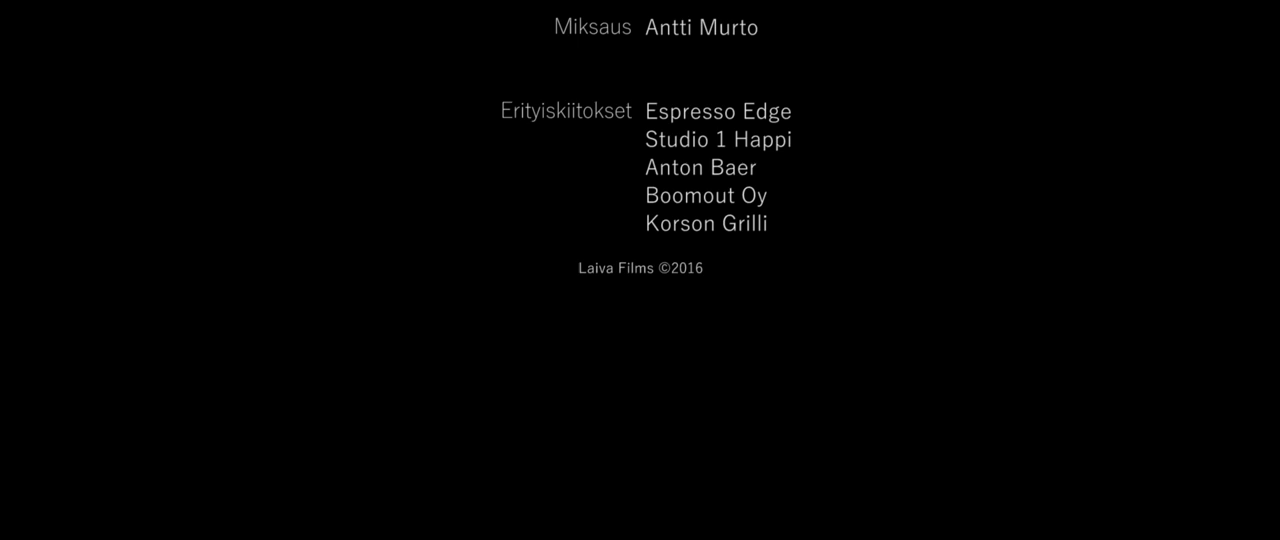 Miksaus Antti Murto
Erityiskiitokset Espresso Edge
Studio 1 Happi
Anton Baer
Boomout Oy
Korson Grilli
Laiva Films ©2016